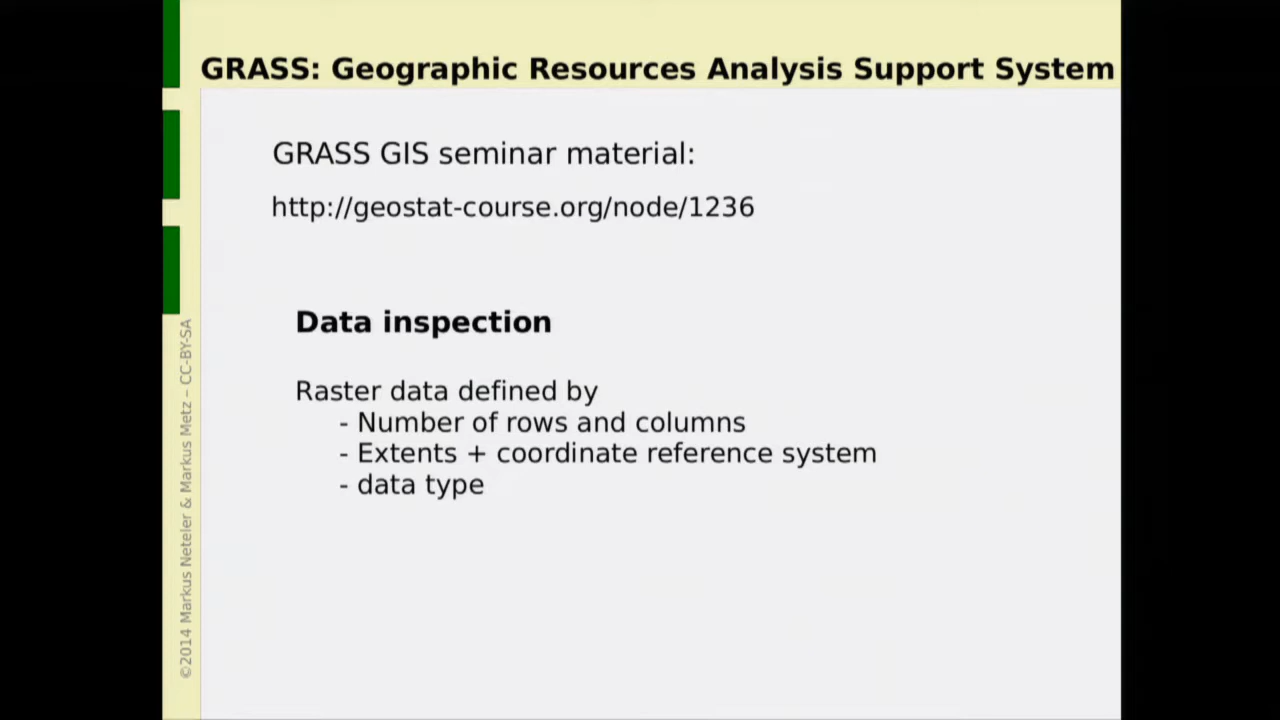 GRASS: Geographic Resources Analysis Support System
GRASS GIS seminar material:
http://geostat-course.org/node/1236
Data inspection
Raster data defined by
- Number of rows and columns
- Extents + coordinate reference system
- data type
©2014 Markus Neteler & Markus Metz – CC-BY-SA